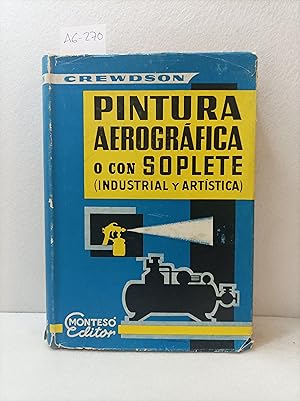 AG-270
CREWDSON
PINTURA
AEROGRÁFICA
O CON SOPLETE
(INDUSTRIAL Y ARTÍSTICA)
MONTESÓ
Editor